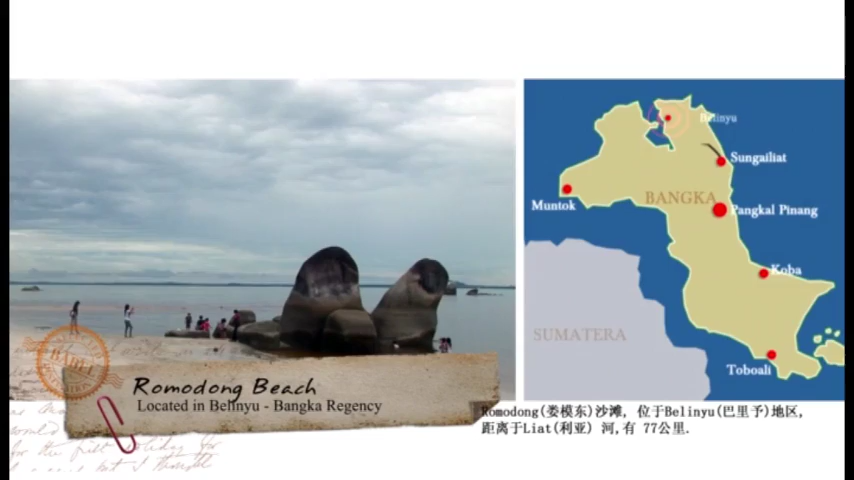 Belinyu
Sungailiat
BANGKA
Muntok
Pangkal Pinang
Koba
SUMATERA
Toboali
BABEL
Romodong Beach
Located in Belinyu - Bangka Regency
Romodong(娄模东)沙滩, 位于Belinyu(巴里予)地区,
距离于Liat(利亚) 河,有 77公里.